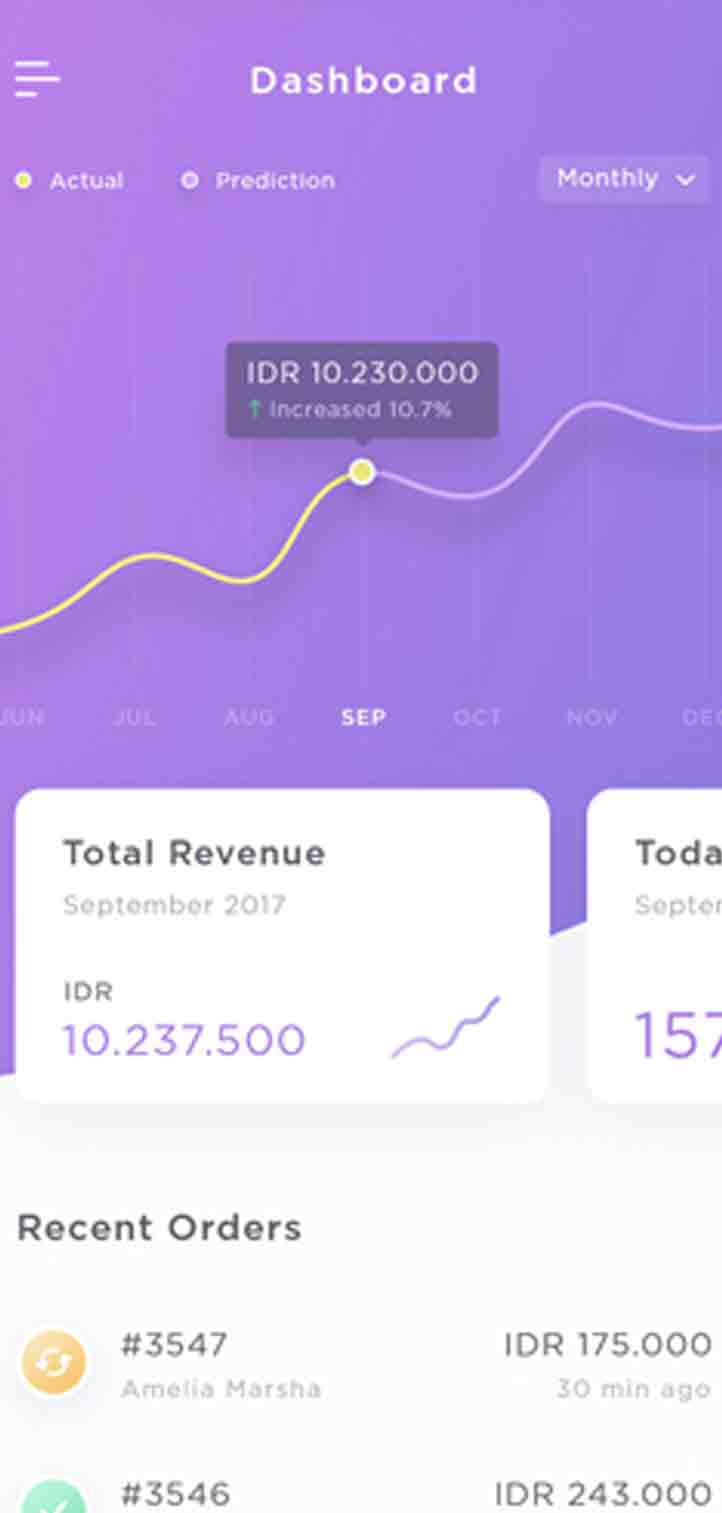 Dashboard
Actual
Prediction
Monthly
IDR 10.230.000
↑ Increased 10.7%
JUN JUL AUG SEP OCT NOV DEC
Total Revenue
September 2017
IDR
10.237.500
Toda
Septem
157
Recent Orders
#3547 IDR 175.000
Amelia Marsha 30 min ago
#3546 IDR 243.000